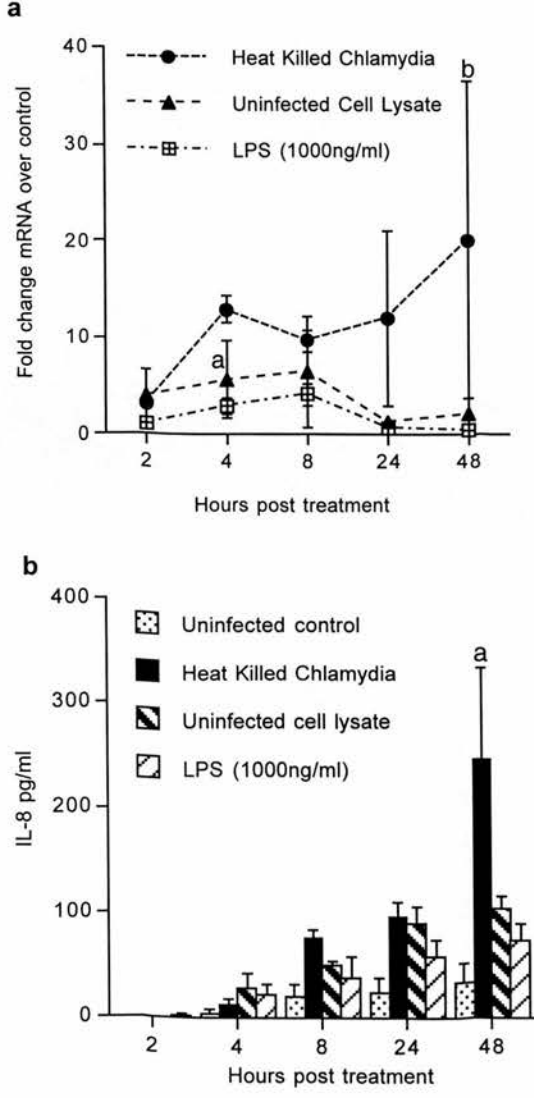 a
Fold change mRNA over control
40
30
20
10
0
Heat Killed Chlamydia
Uninfected Cell Lysate
LPS (1000ng/ml)
a
b
2 4 8 24 48
Hours post treatment
b
IL-8 pg/ml
400
300
200
100
0
Uninfected control
Heat Killed Chlamydia
Uninfected cell lysate
LPS (1000ng/ml)
a
2 4 8 24 48
Hours post treatment